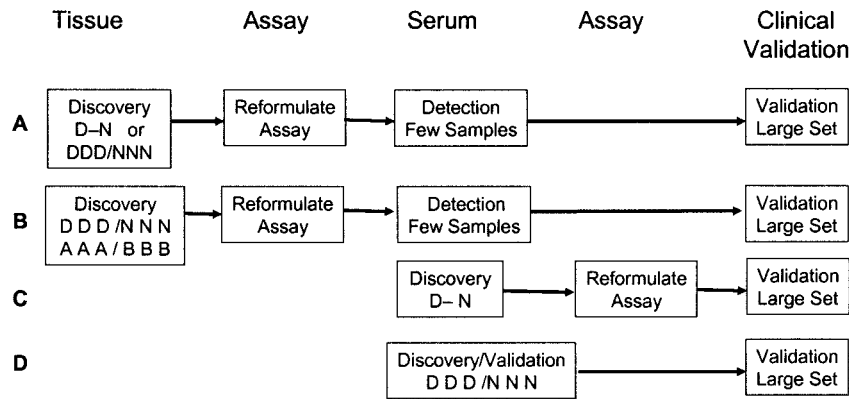 Tissue Assay Serum Assay Clinical Validation
A
Discovery
D–N or
DDD/NNN
Reformulate
Assay
Detection
Few Samples
Validation
Large Set
B
Discovery
D D D /N N N
A A A / B B B
Reformulate
Assay
Detection
Few Samples
Validation
Large Set
C
Discovery
D– N
Reformulate
Assay
Validation
Large Set
D
Discovery/Validation
D D D /N N N
Validation
Large Set